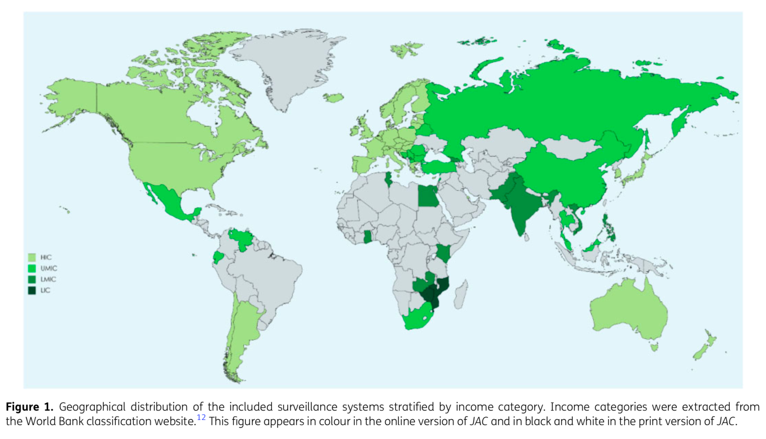 HIC
UMIC
LMIC
LIC
Figure 1. Geographical distribution of the included surveillance systems stratified by income category. Income categories were extracted from
the World Bank classification website.12 This figure appears in colour in the online version of JAC and in black and white in the print version of JAC.